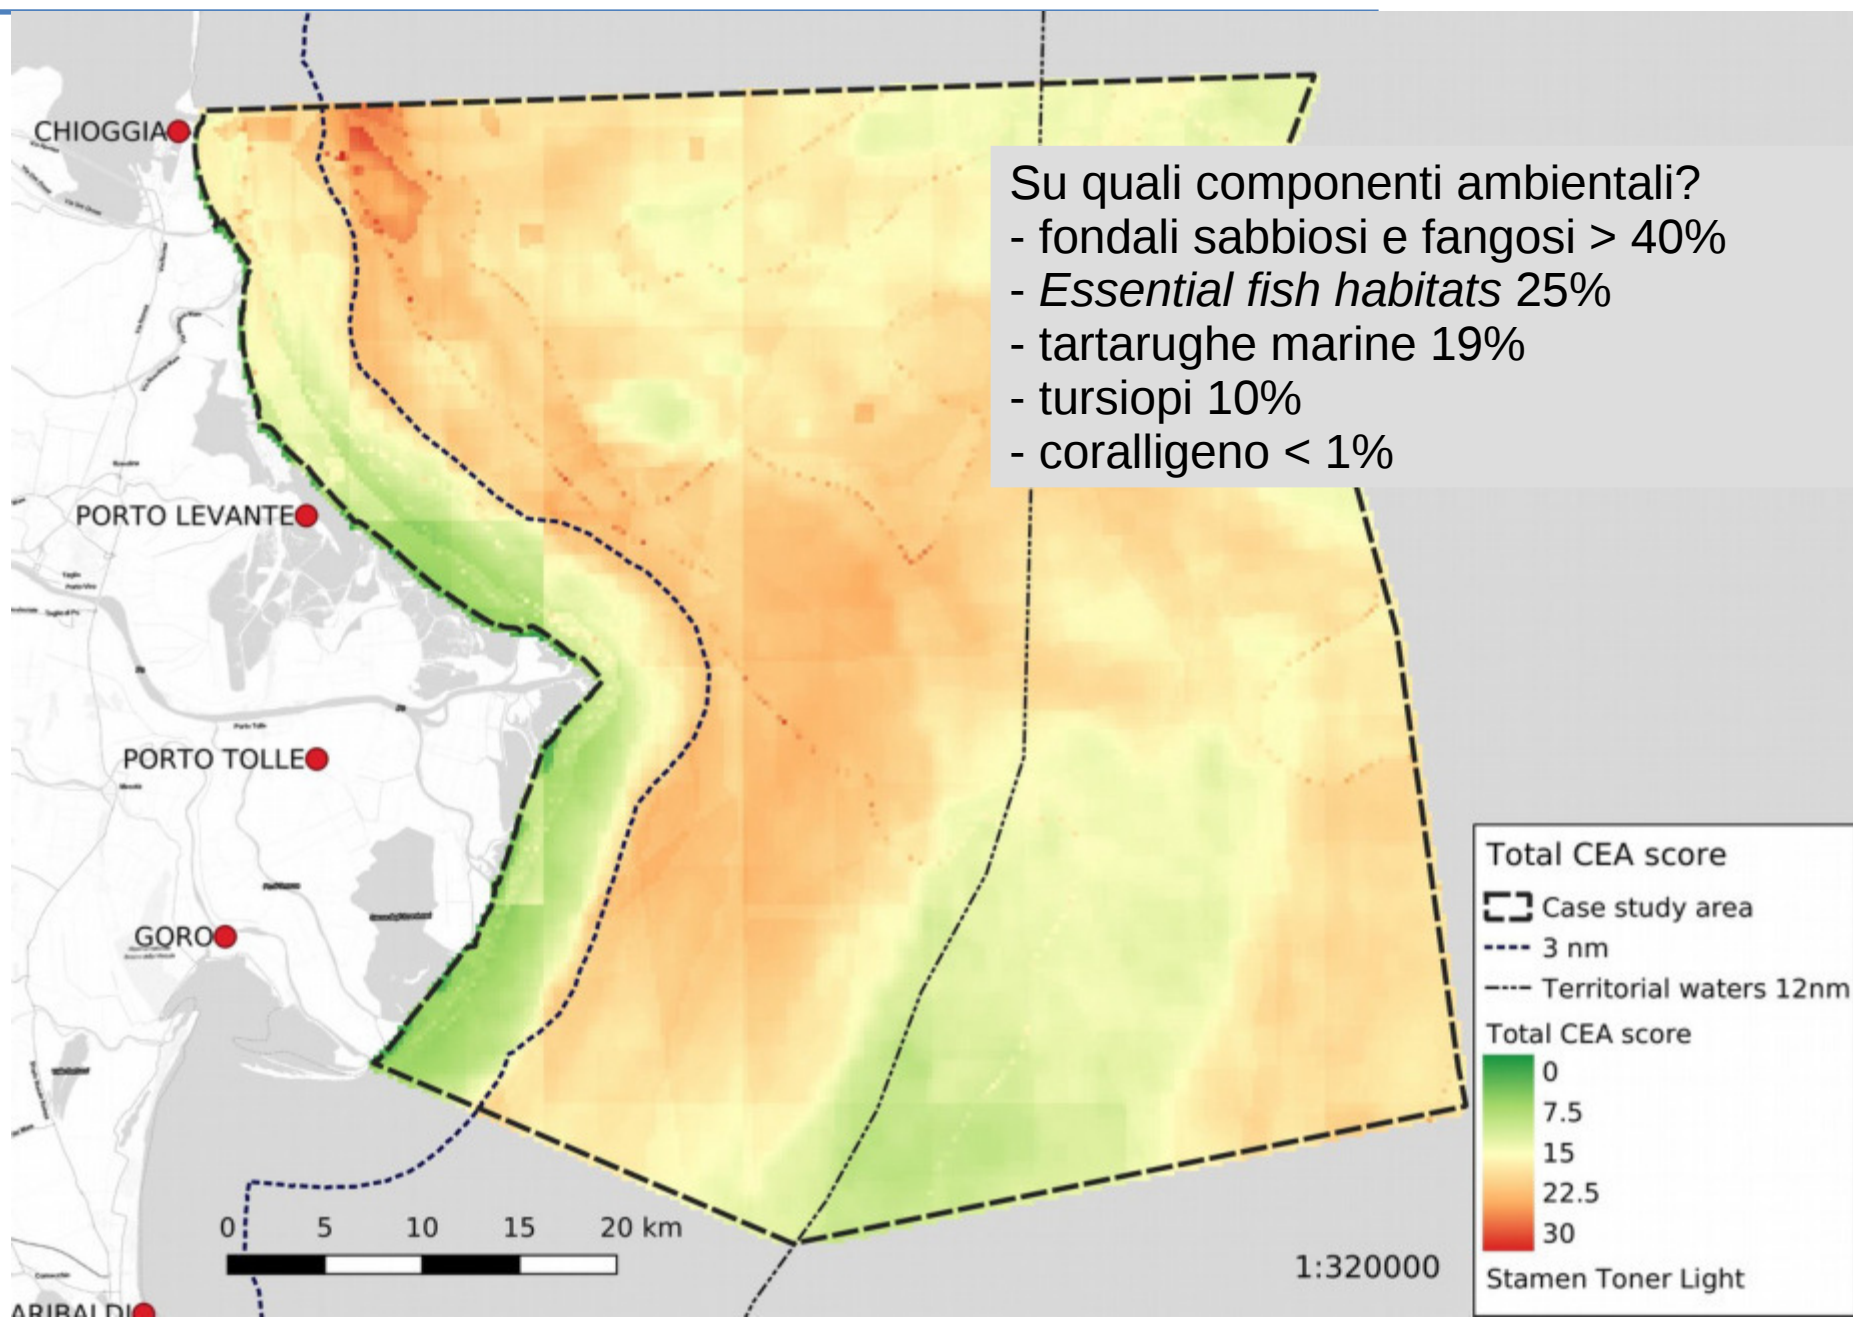 CHIOGGIA
Su quali componenti ambientali?
- fondali sabbiosi e fangosi > 40%
- Essential fish habitats 25%
- tartarughe marine 19%
- tursiopi 10%
- coralligeno < 1%
PORTO LEVANTE
PORTO TOLLE
GORO
ARIBALDI
0 5 10 15 20 km
1:320000
Total CEA score
Case study area
3 nm
Territorial waters 12nm
Total CEA score
0
7.5
15
22.5
30
Stamen Toner Light